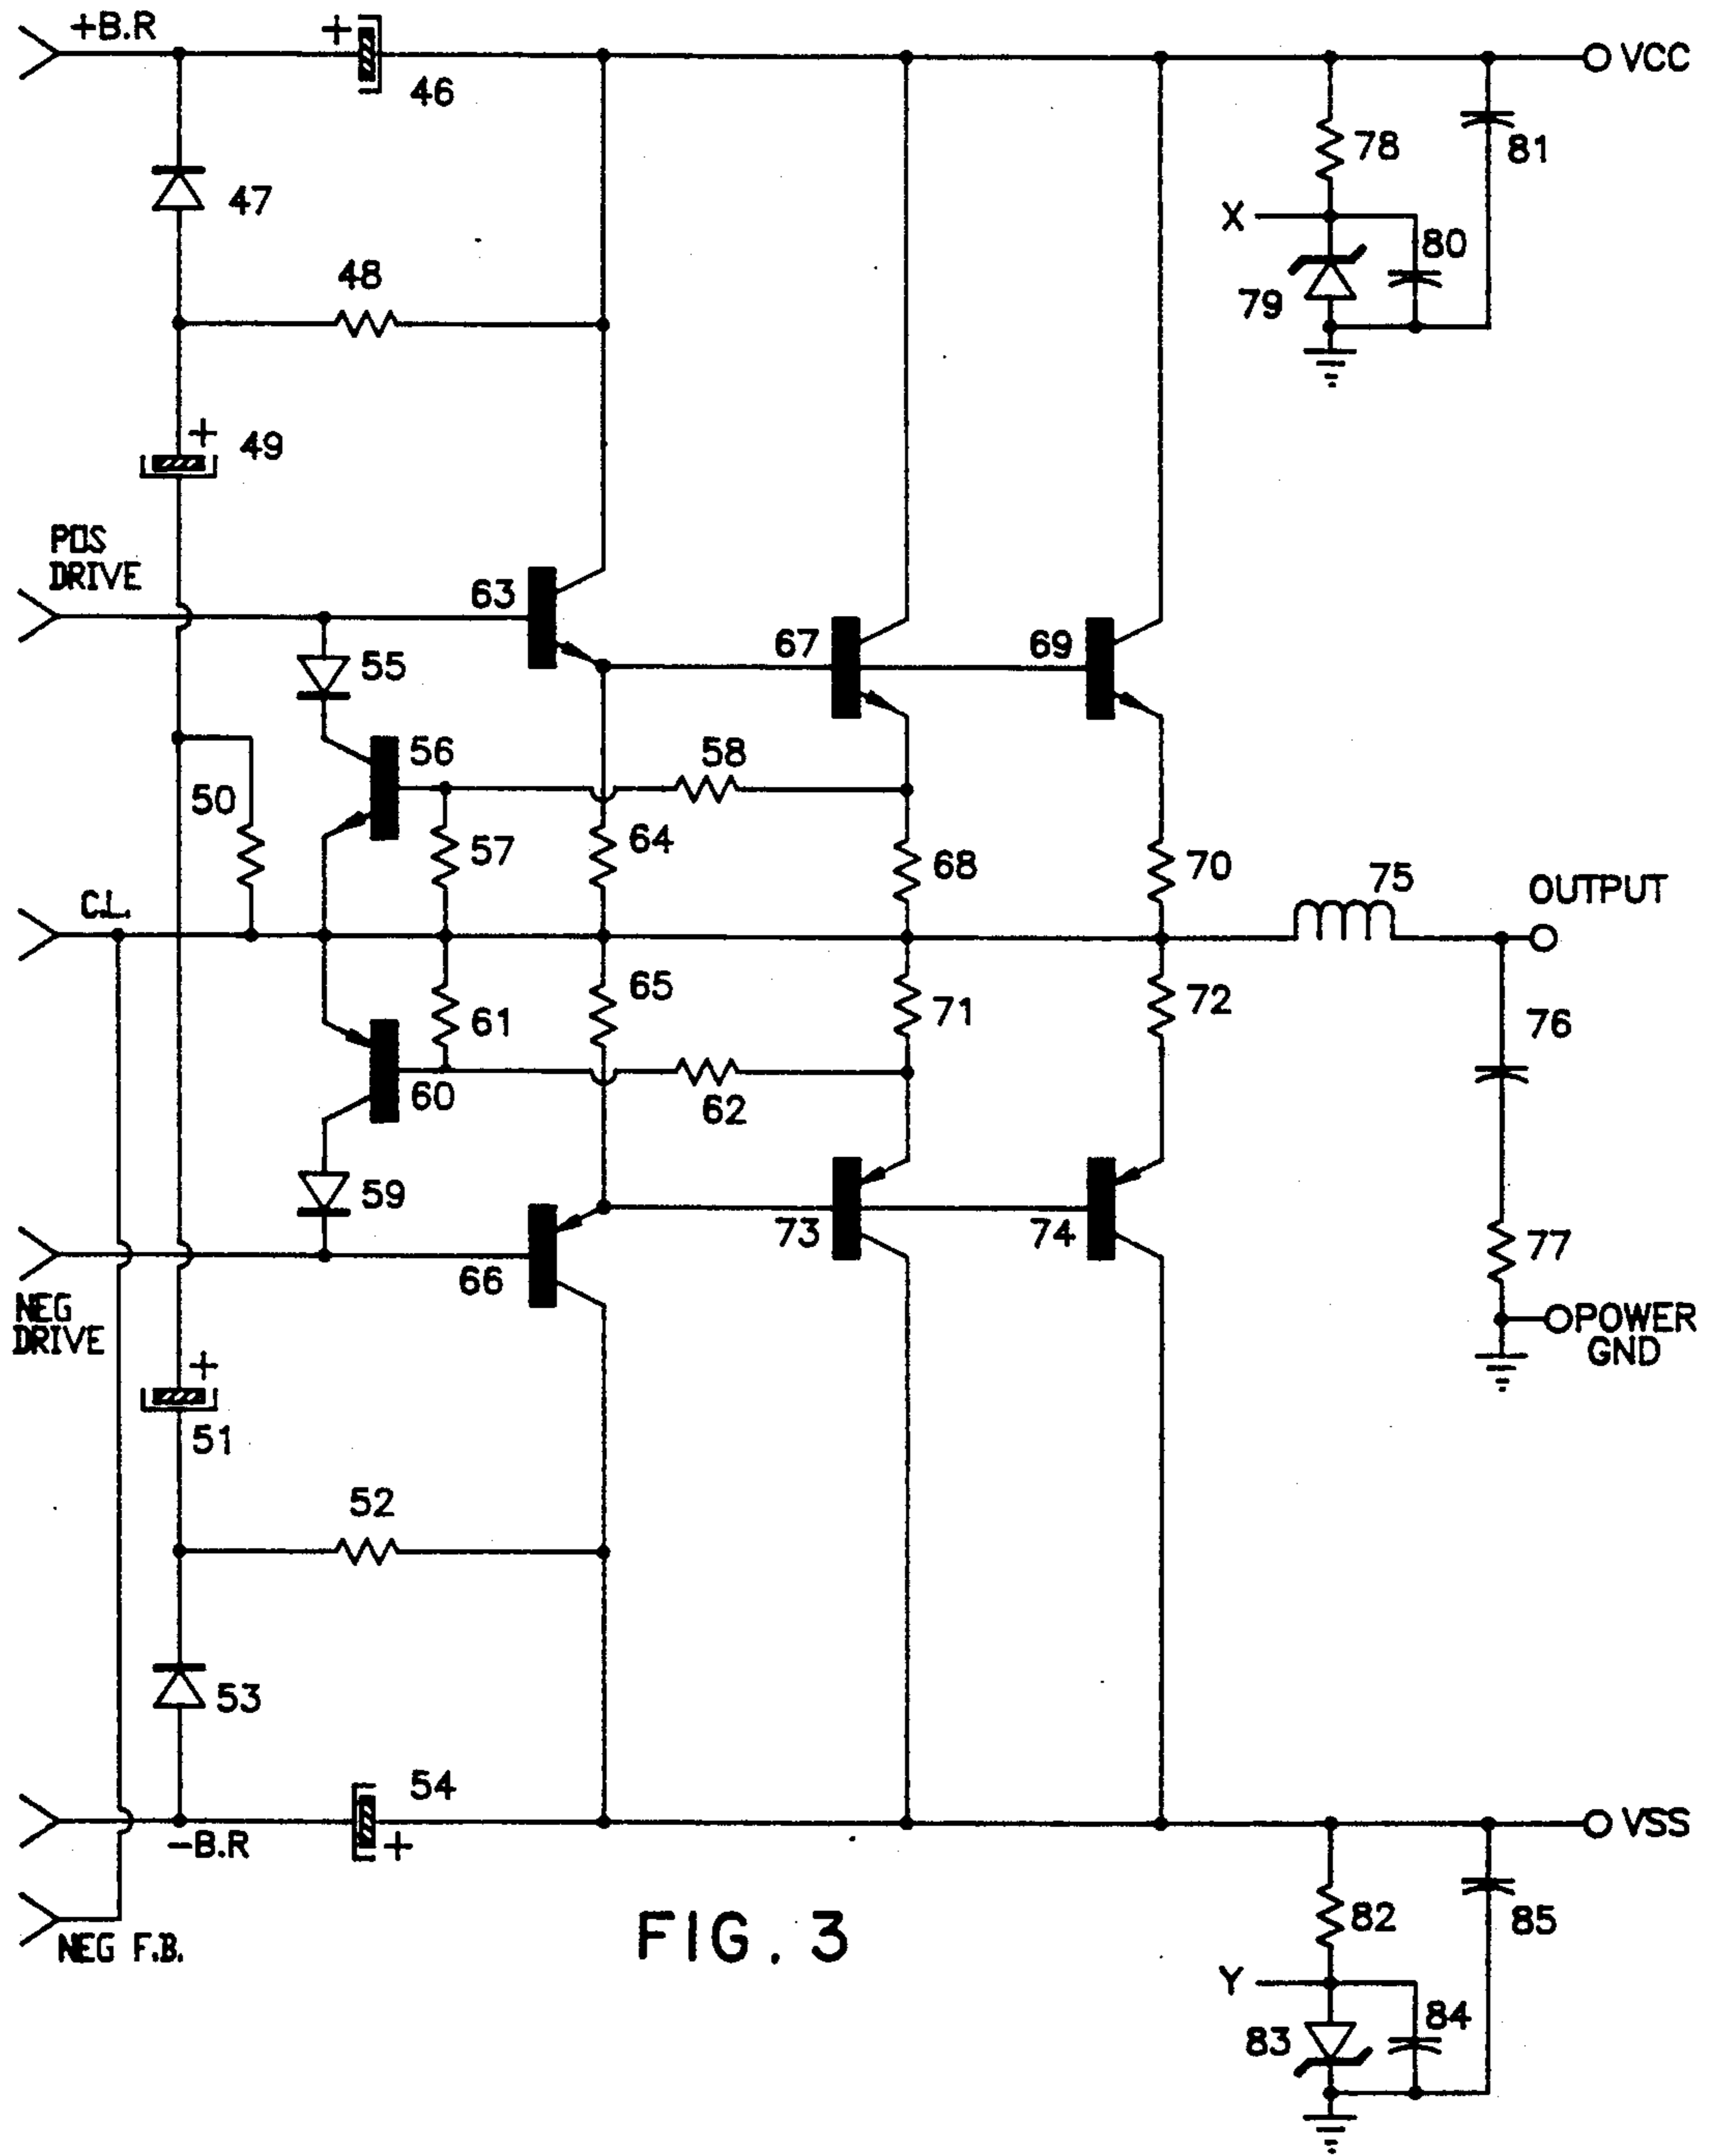 +B.R
+
46
VCC
78
81
47
X
80
79
48
+
49
POS
DRIVE
63
67
69
55
56
58
50
57
64
68
70
75
OUTPUT
C.L.
65
71
72
76
61
60
62
59
73
74
77
66
NEG
DRIVE
POWER
GND
+
51
52
53
54
+
-B.R
VSS
NEG F.B.
FIG. 3
82
85
Y
84
83